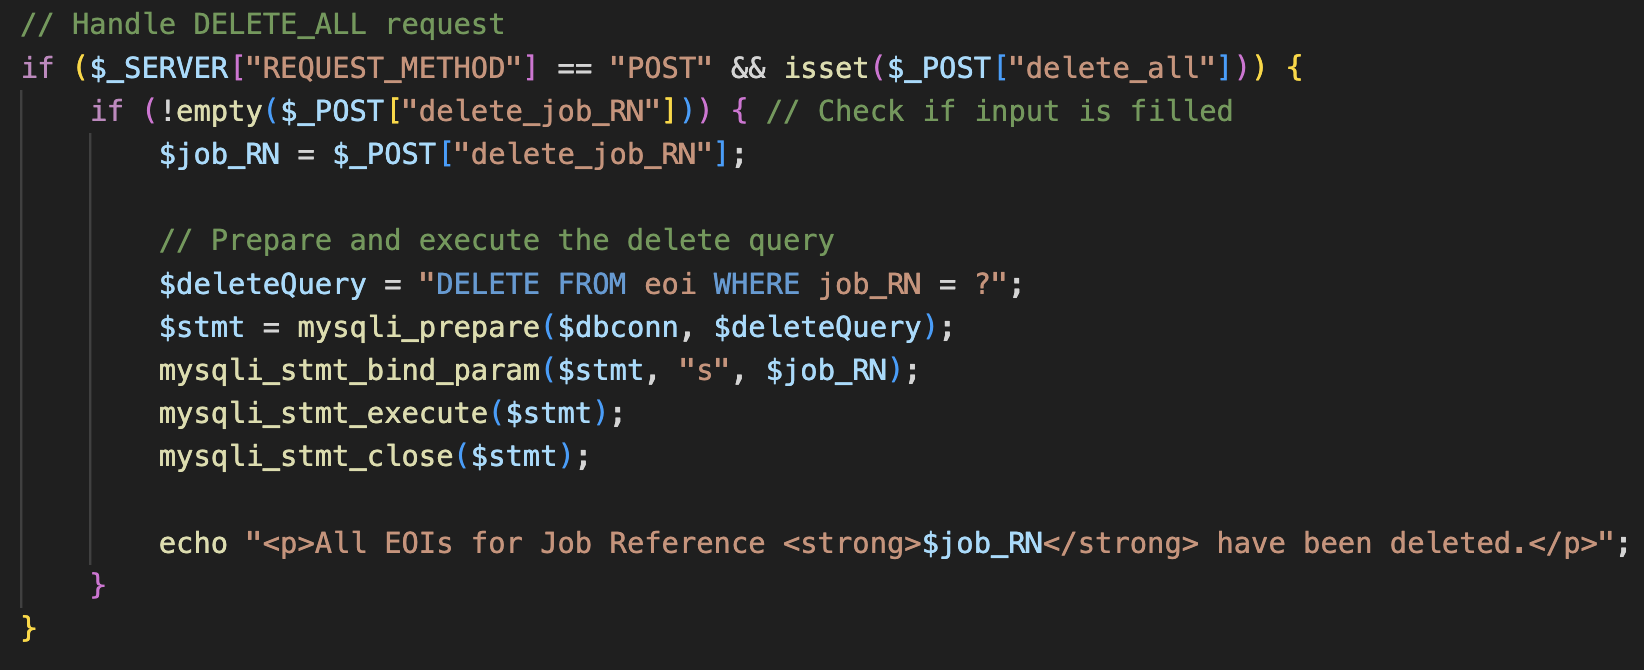 // Handle DELETE_ALL request
if ($_SERVER["REQUEST_METHOD"] == "POST" && isset($_POST["delete_all"])) {
    if (!empty($_POST["delete_job_RN"])) { // Check if input is filled
        $job_RN = $_POST["delete_job_RN"];

        // Prepare and execute the delete query
        $deleteQuery = "DELETE FROM eoi WHERE job_RN = ?";
        $stmt = mysqli_prepare($dbconn, $deleteQuery);
        mysqli_stmt_bind_param($stmt, "s", $job_RN);
        mysqli_stmt_execute($stmt);
        mysqli_stmt_close($stmt);

        echo "<p>All EOIs for Job Reference <strong>$job_RN</strong> have been deleted.</p>";
    }
}